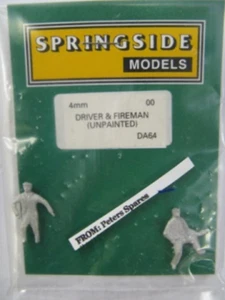 SPRINGSIDE
MODELS
4mm 00
DRIVER & FIREMAN
(UNPAINTED)
DA64
FROM: Peters Spares